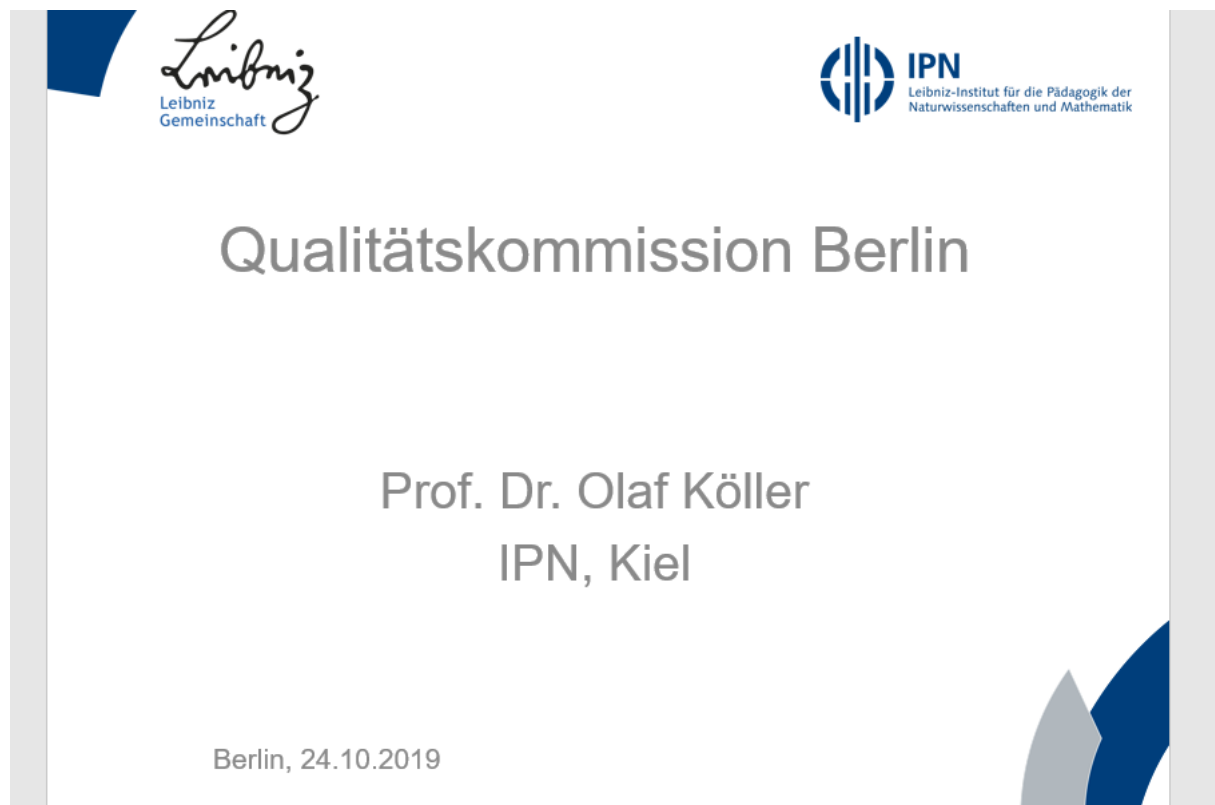 Leibniz
Leibniz
Gemeinschaft
IPN
Leibniz-Institut für die Pädagogik der
Naturwissenschaften und Mathematik
Qualitätskommission Berlin
Prof. Dr. Olaf Köller
IPN, Kiel
Berlin, 24.10.2019